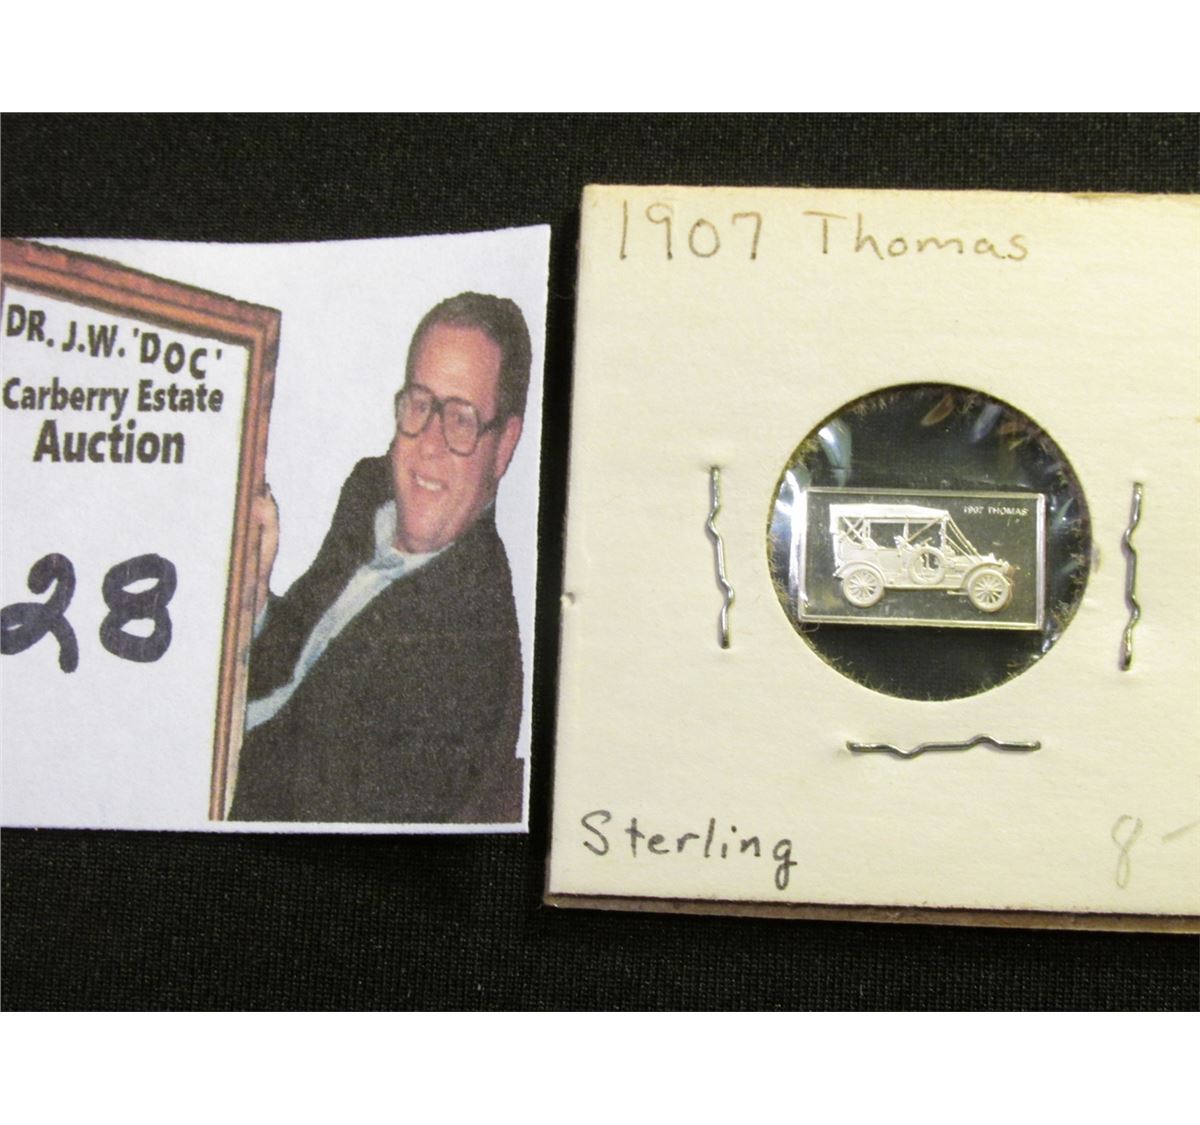 DR. J.W. 'DOC'
Carberry Estate
Auction
28
1907 Thomas
1907 THOMAS
Sterling
8-